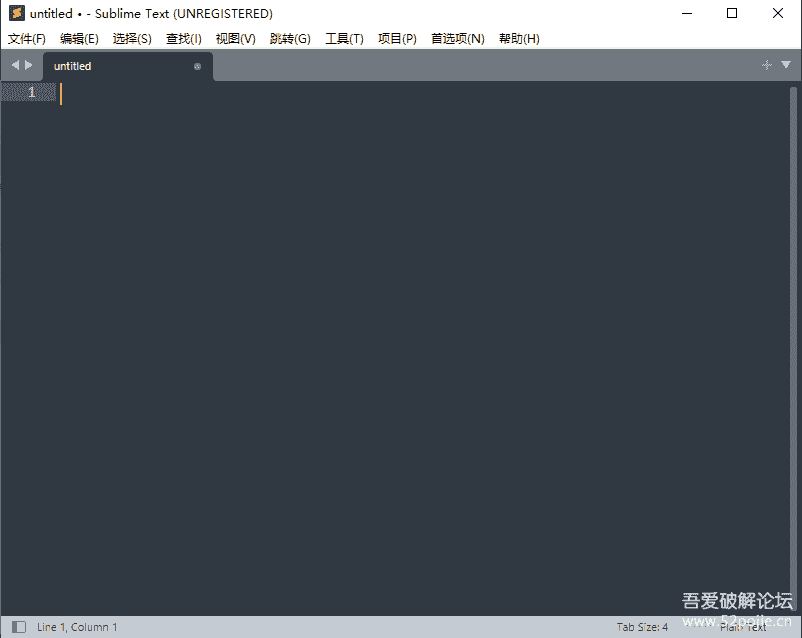 untitled • - Sublime Text (UNREGISTERED)
文件(F) 编辑(E) 选择(S) 查找(I) 视图(V) 跳转(G) 工具(T) 项目(P) 首选项(N) 帮助(H)
untitled
1
吾爱破解论坛
www.52pojie.cn
Line 1, Column 1 Tab Size: 4 Plain Text